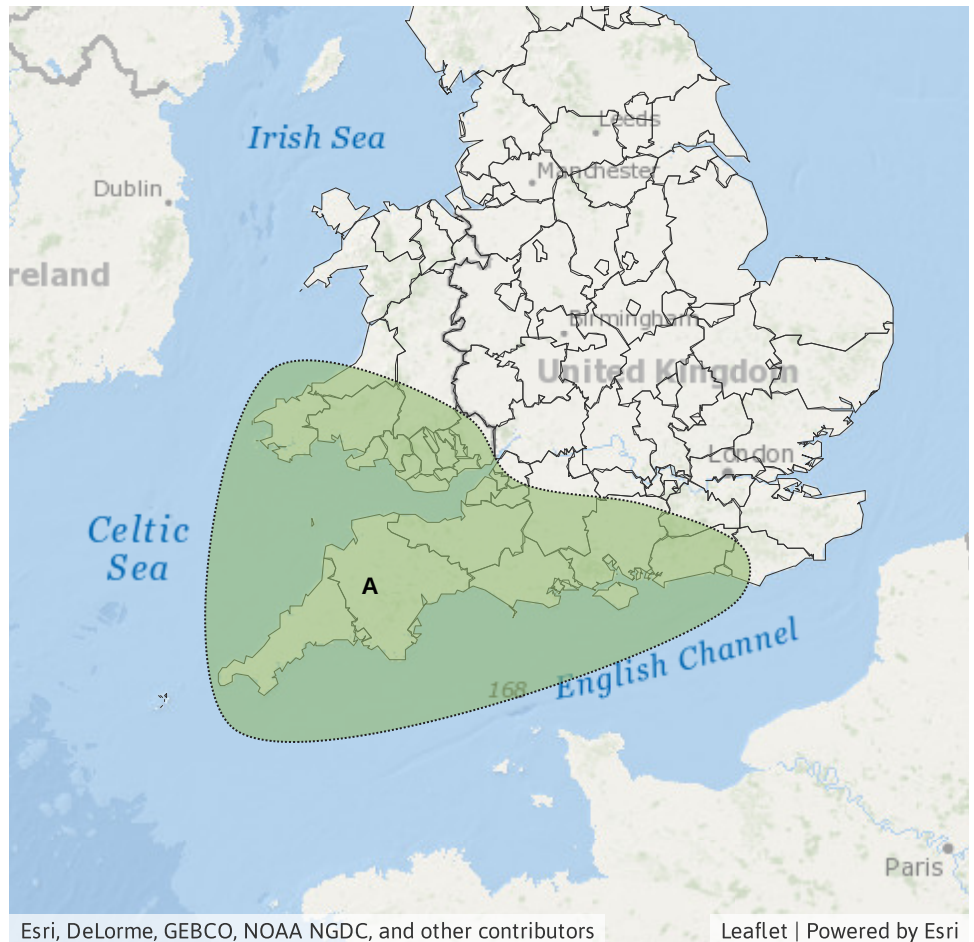 Irish Sea
Leeds
Manchester
Dublin
reland
Birmingham
United Kingdom
London
Celtic
Sea
A
English Channel
168
Paris
Esri, DeLorme, GEBCO, NOAA NGDC, and other contributors
Leaflet | Powered by Esri